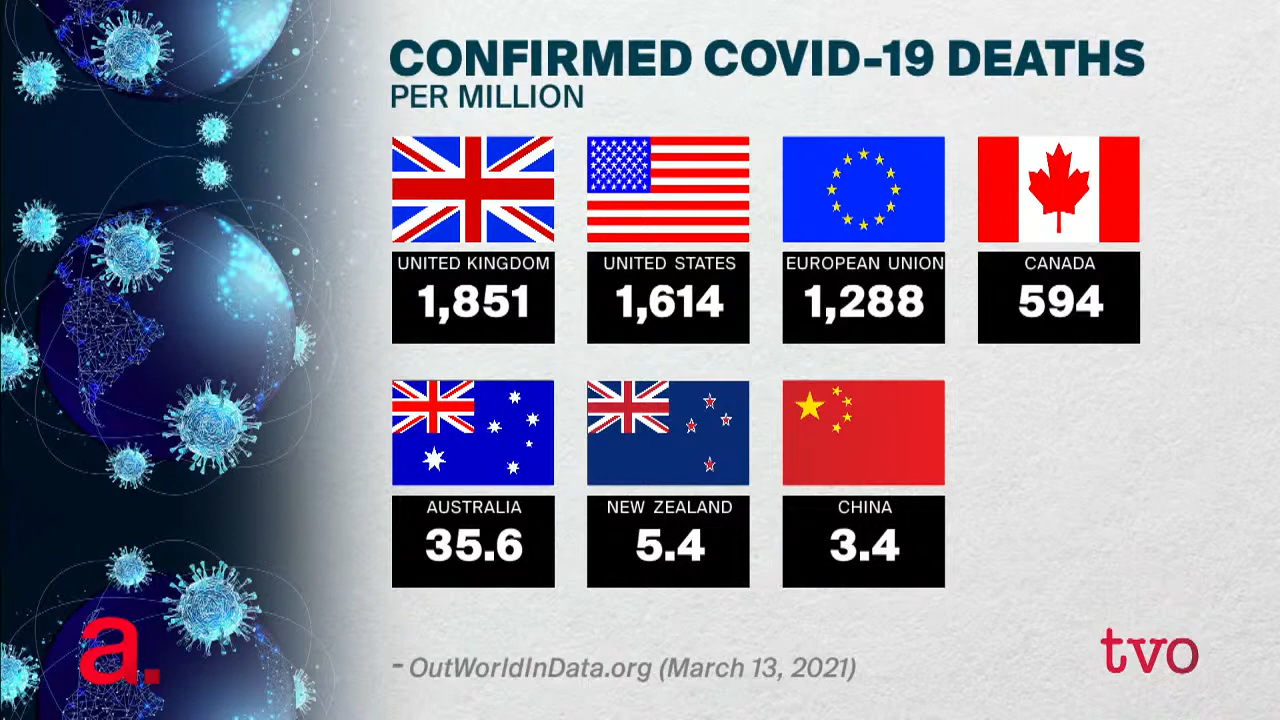 CONFIRMED COVID-19 DEATHS
PER MILLION
UNITED KINGDOM
1,851
UNITED STATES
1,614
EUROPEAN UNION
1,288
CANADA
594
AUSTRALIA
35.6
NEW ZEALAND
5.4
CHINA
3.4
a.
- OutWorldInData.org (March 13, 2021)
tvo